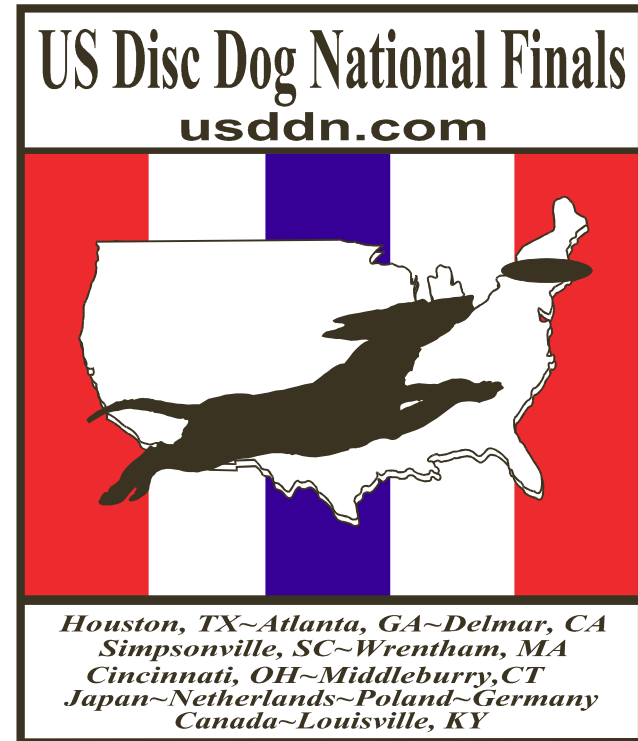 US Disc Dog National Finals
usddn.com
Houston, TX~Atlanta, GA~Delmar, CA
Simpsonville, SC~Wrentham, MA
Cincinnati, OH~Middleburry,CT
Japan~Netherlands~Poland~Germany
Canada~Louisville, KY